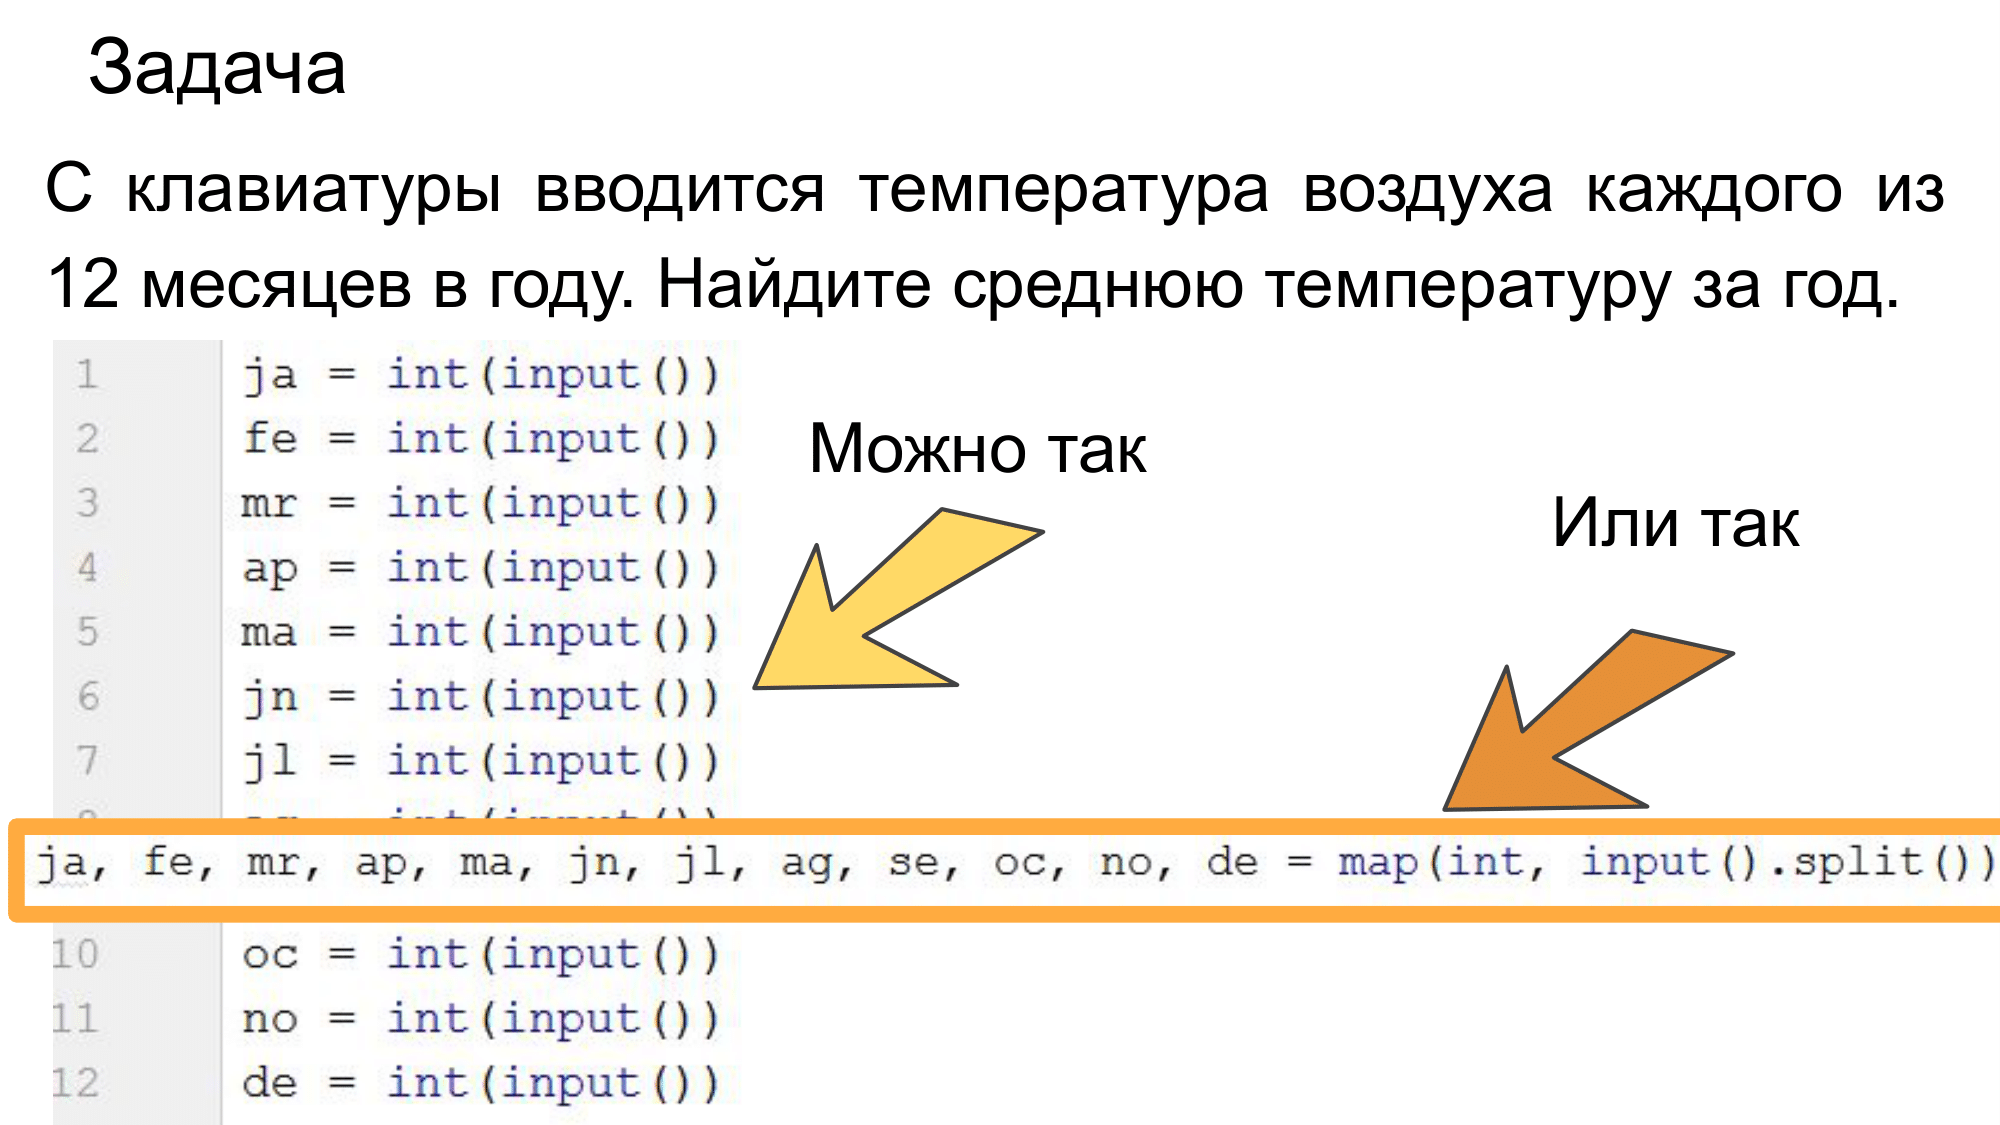 Задача
С клавиатуры вводится температура воздуха каждого из
12 месяцев в году. Найдите среднюю температуру за год.
1 ja = int(input())
2 fe = int(input())
3 mr = int(input())
4 ap = int(input())
5 ma = int(input())
6 jn = int(input())
7 jl = int(input())
Можно так
Или так
ja, fe, mr, ap, ma, jn, jl, ag, se, oc, no, de = map(int, input().split())
10 oc = int(input())
11 no = int(input())
12 de = int(input())